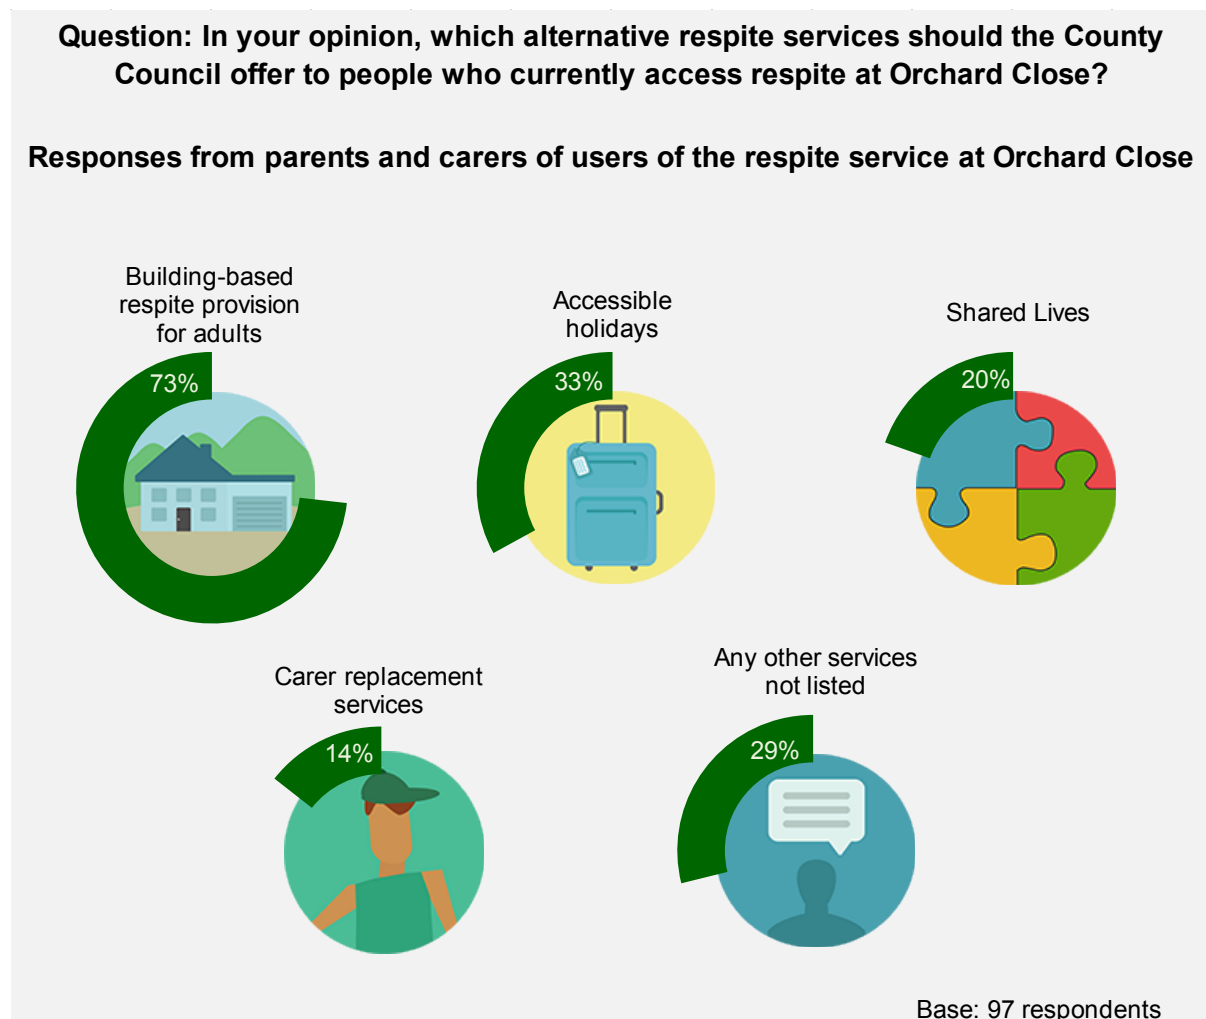 Question: In your opinion, which alternative respite services should the County
Council offer to people who currently access respite at Orchard Close?
Responses from parents and carers of users of the respite service at Orchard Close
Building-based
respite provision
for adults
73%
Accessible
holidays
33%
Shared Lives
20%
Carer replacement
services
14%
Any other services
not listed
29%
Base: 97 respondents